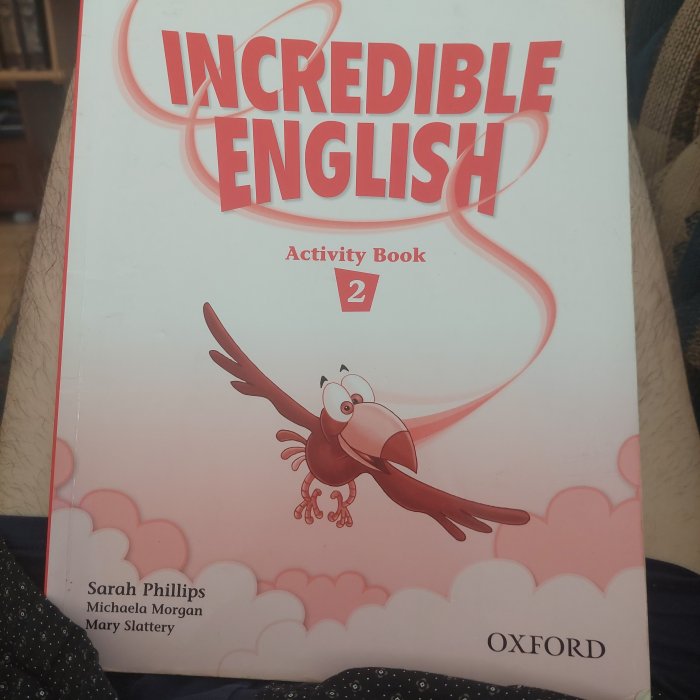 INCREDIBLE
ENGLISH
Activity Book
2
Sarah Phillips
Michaela Morgan
Mary Slattery
OXFORD